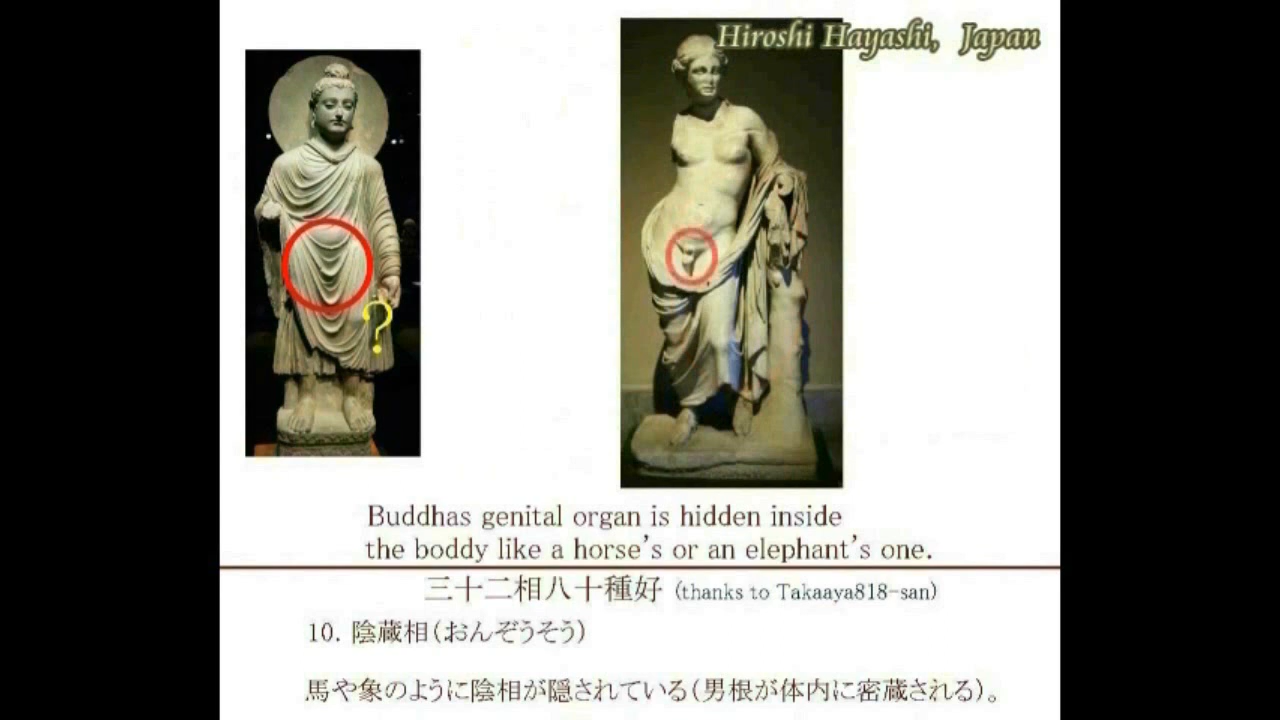 Hiroshi Hayashi, Japan
?
Buddhas genital organ is hidden inside
the boddy like a horse's or an elephant's one.
三十二相八十種好 (thanks to Takaaya818-san)
10. 陰蔵相(おんぞうそう)
馬や象のように陰相が隠されている(男根が体内に密蔵される)。